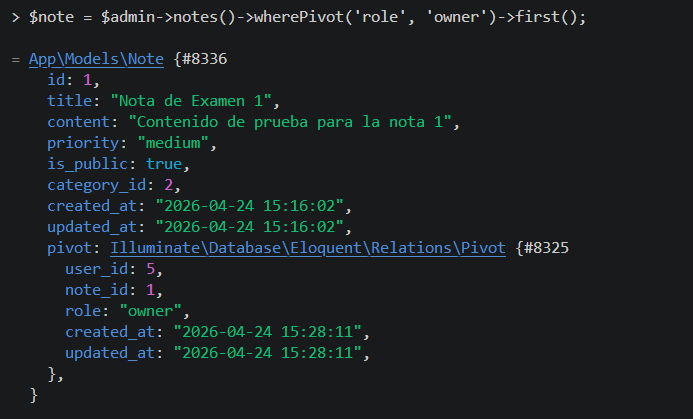 > $note = $admin->notes()->wherePivot('role', 'owner')->first();
= App\Models\Note {#8336
id: 1,
title: "Nota de Examen 1",
content: "Contenido de prueba para la nota 1",
priority: "medium",
is_public: true,
category_id: 2,
created_at: "2026-04-24 15:16:02",
updated_at: "2026-04-24 15:16:02",
pivot: Illuminate\Database\Eloquent\Relations\Pivot {#8325
user_id: 5,
note_id: 1,
role: "owner",
created_at: "2026-04-24 15:28:11",
updated_at: "2026-04-24 15:28:11",
},
}